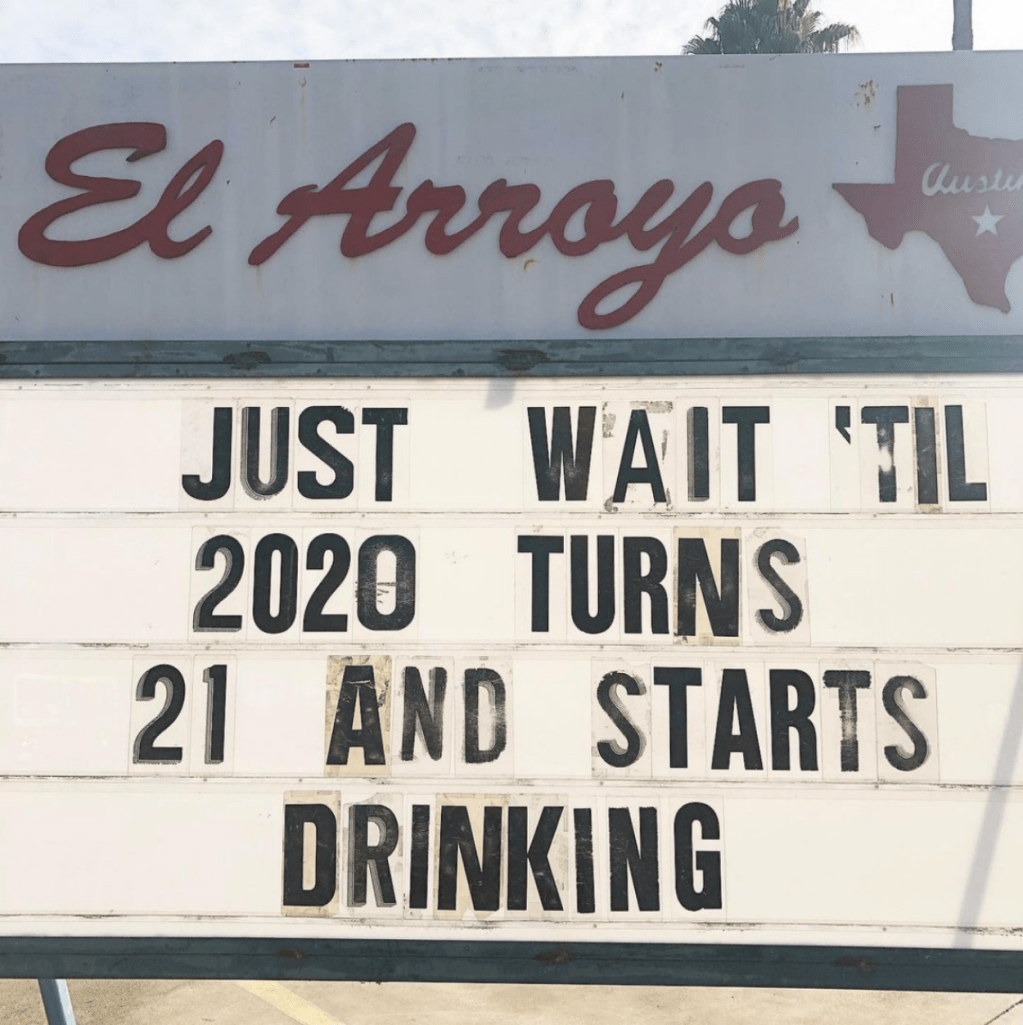 El Arroyo
Austin
JUST WAIT 'TIL
2020 TURNS
21 AND STARTS
DRINKING